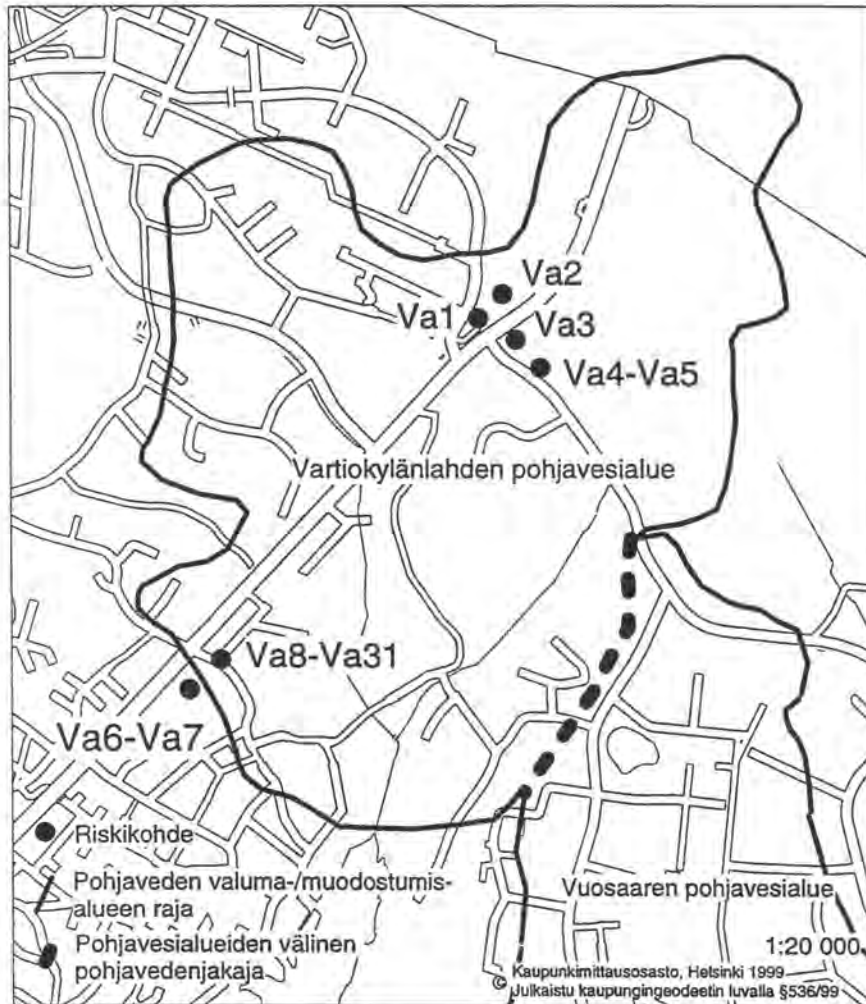 Va2
Va1
Va3
Va4-Va5
Vartiokylänlahden pohjavesialue
Va8-Va31
Va6-Va7
Riskikohde
Pohjaveden valuma-/muodostumis-
alueen raja
Pohjavesialueiden välinen
pohjavedenjakaja
Vuosaaren pohjavesialue
1:20 000
© Kaupunkimittausosasto, Helsinki 1999
Julkaistu kaupungingeodeetin luvalla §536/99